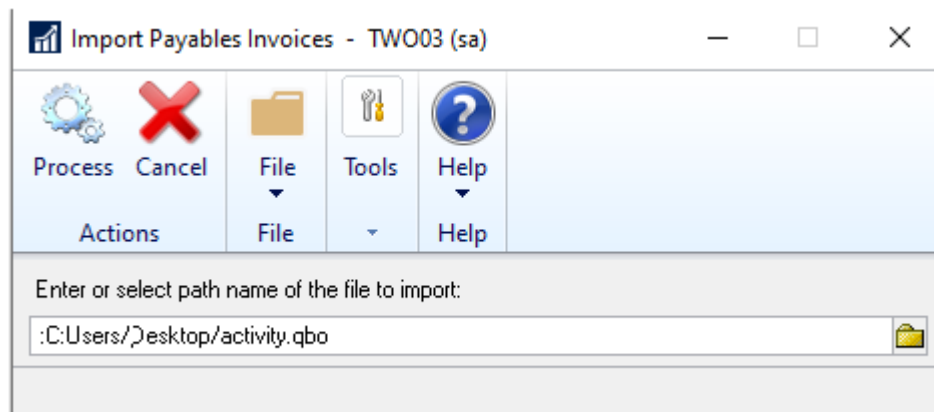 Import Payables Invoices - TWO03 (sa)
Process Cancel File Tools Help
Actions File Help
Enter or select path name of the file to import:
:C:Users/Desktop/activity.qbo